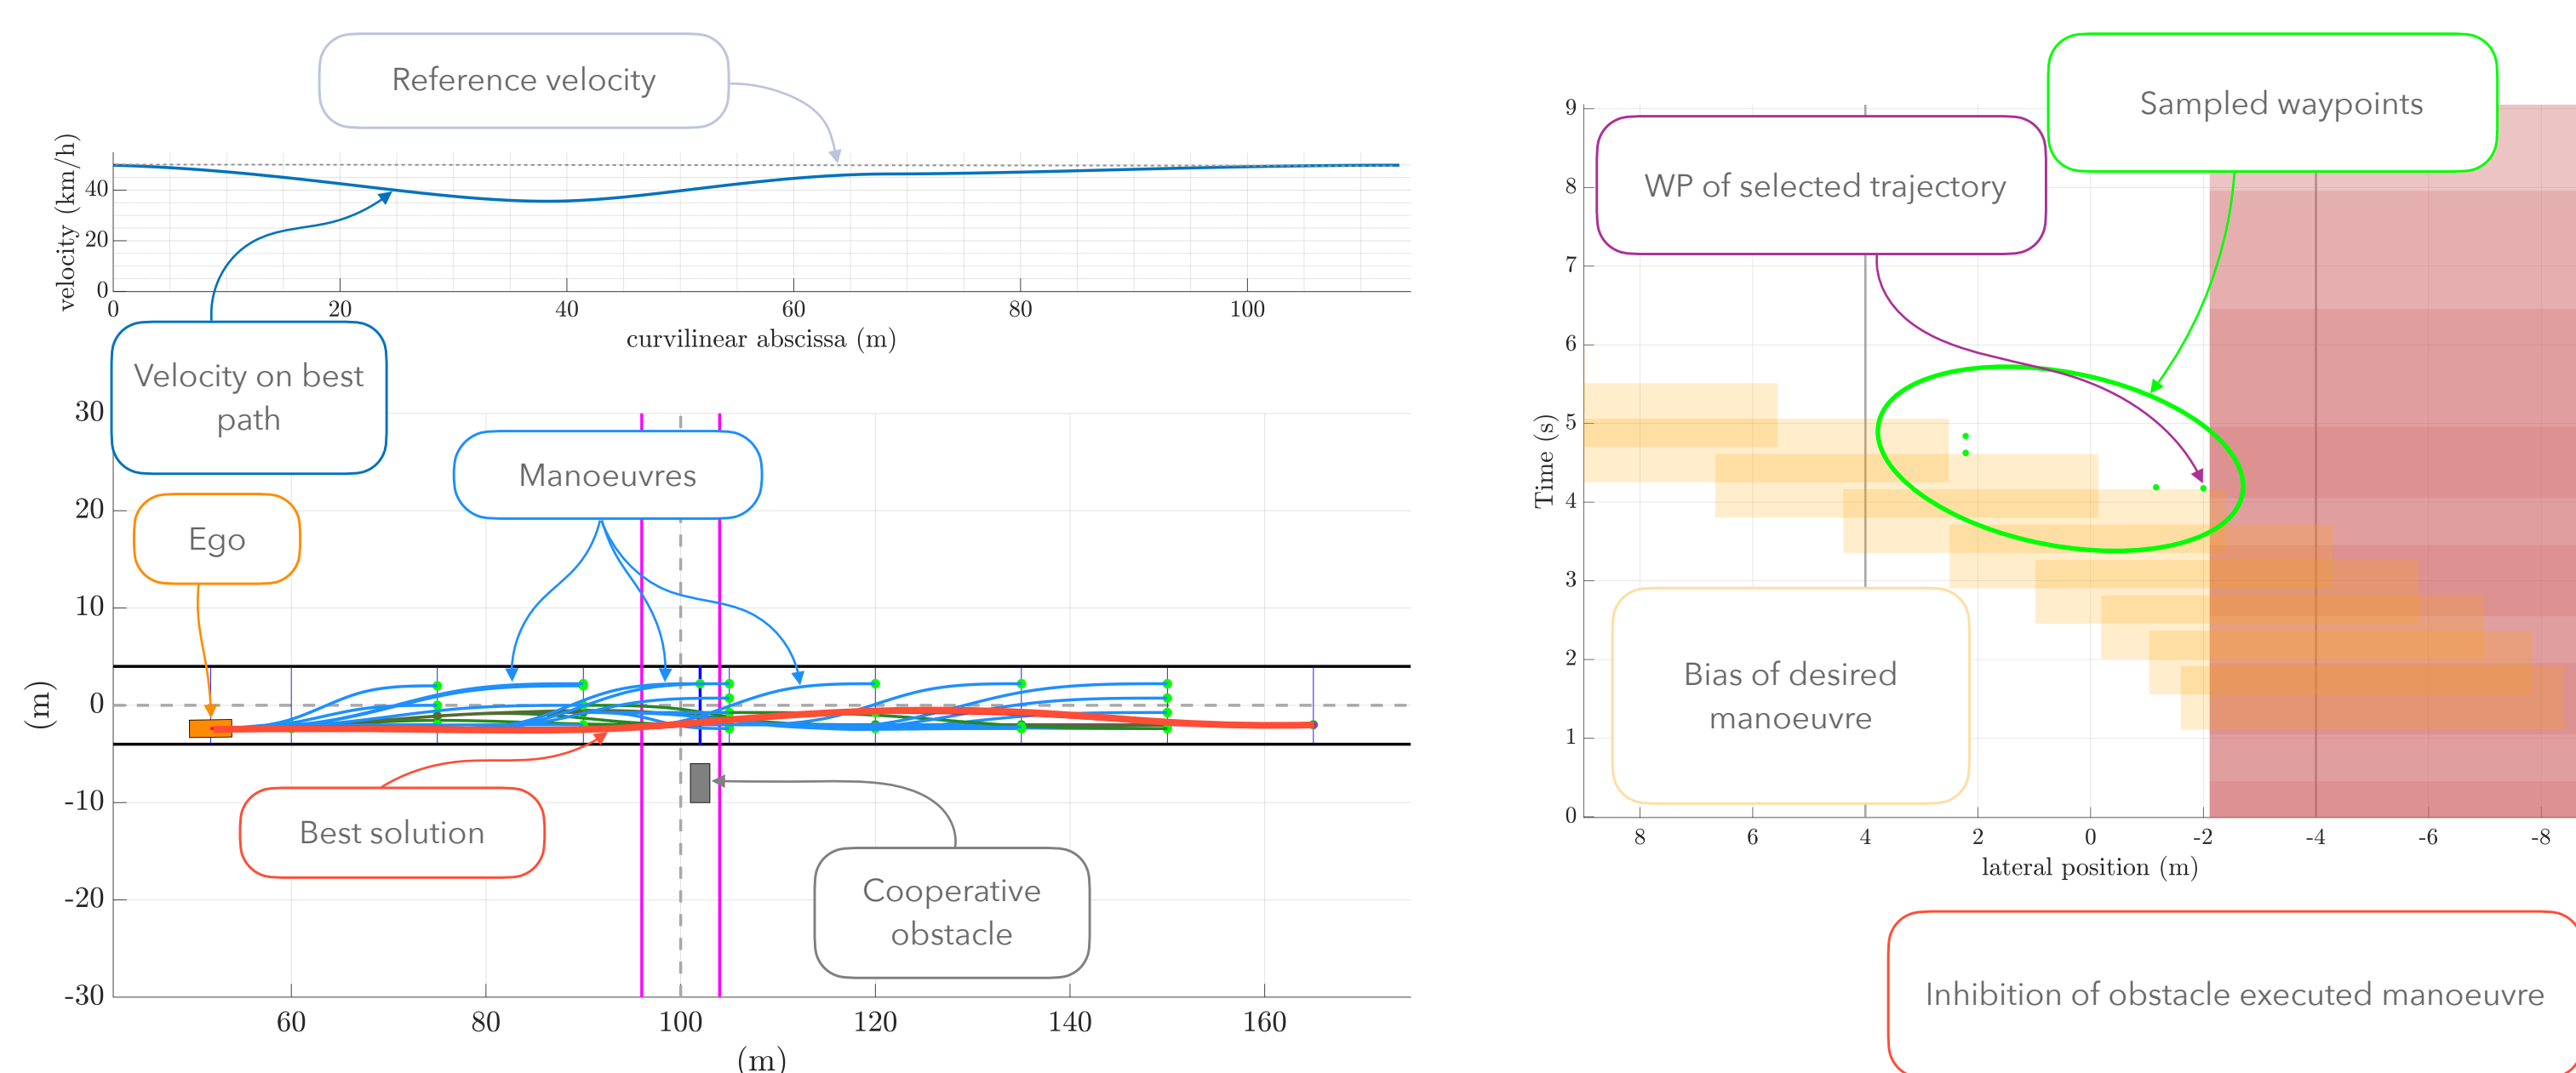 Reference velocity
velocity (km/h)
40
20
0
0 20 40 60 80 100
curvilinear abscissa (m)
Velocity on best
path
Manoeuvres
Ego
30
20
10
0
-10
-20
-30
(m)
Best solution
Cooperative
obstacle
60 80 100 120 140 160
(m)
Sampled waypoints
WP of selected trajectory
9
8
7
6
5
4
3
2
1
0
Time (s)
Bias of desired
manoeuvre
8 6 4 2 0 -2 -4 -6 -8
lateral position (m)
Inhibition of obstacle executed manoeuvre